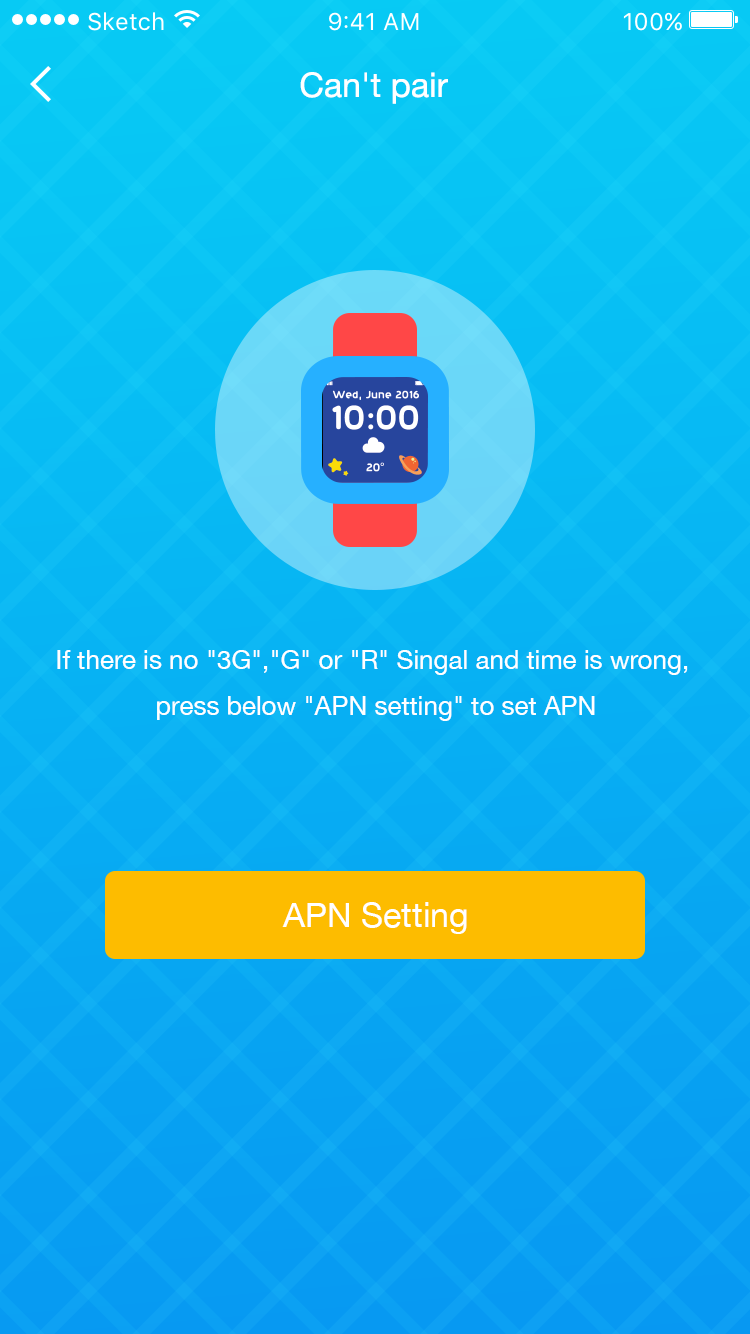 Sketch 9:41 AM 100%
Can't pair
Wed, June 2016
10:00
20°
If there is no "3G","G" or "R" Singal and time is wrong,
press below "APN setting" to set APN
APN Setting